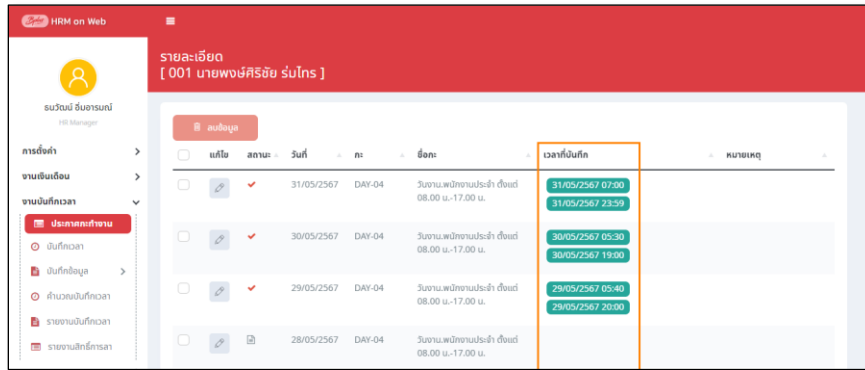 HRM on Web
รายละเอียด
[ 001 นายพงษ์ศิริชัย ร่มไทร ]
ธนวัฒน์ อิ่มอารมณ์
HR Manager
การตั้งค่า
งานเงินเดือน
งานบันทึกเวลา
ประกาศกะทำงาน
บันทึกเวลา
บันทึกข้อมูล
คำนวณบันทึกเวลา
รายงานบันทึกเวลา
รายงานสิทธิ์การลา
ลบข้อมูล
แก้ไข สถานะ วันที่ กะ ชื่อกะ เวลาที่บันทึก หมายเหตุ
31/05/2567 DAY-04 วันงาน.พนักงานประจำ ตั้งแต่ 31/05/2567 07:00
08.00 น.-17.00 น. 31/05/2567 23:59
30/05/2567 DAY-04 วันงาน.พนักงานประจำ ตั้งแต่ 30/05/2567 05:30
08.00 น.-17.00 น. 30/05/2567 19:00
29/05/2567 DAY-04 วันงาน.พนักงานประจำ ตั้งแต่ 29/05/2567 05:40
08.00 น.-17.00 น. 29/05/2567 20:00
28/05/2567 DAY-04 วันงาน.พนักงานประจำ ตั้งแต่
08.00 น.-17.00 น.